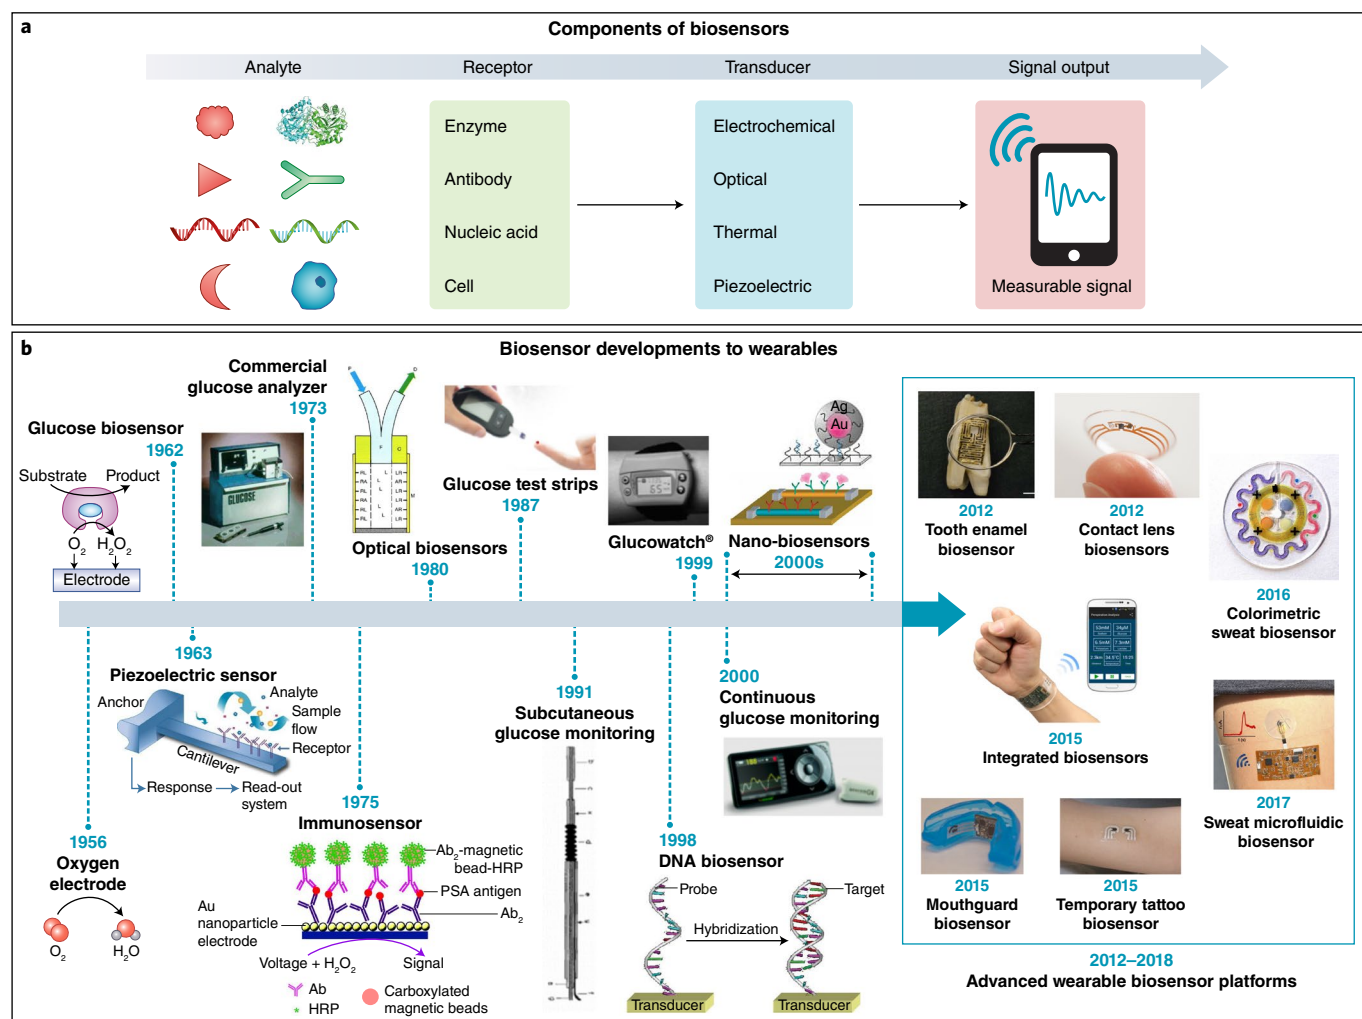 a
Components of biosensors
Analyte
Receptor
Transducer
Signal output
Enzyme
Antibody
Nucleic acid
Cell
Electrochemical
Optical
Thermal
Piezoelectric
Measurable signal
b
Biosensor developments to wearables
Glucose biosensor
1962
Substrate
Product
O2
H2O2
Electrode
Commercial
glucose analyzer
1973
GLUCOSE
Optical biosensors
1980
Glucose test strips
1987
Glucowatch®
1999
Ag
Au
Nano-biosensors
2000s
1956
Oxygen
electrode
O2
H2O
1963
Piezoelectric sensor
Anchor
Analyte
Sample
flow
Receptor
Cantilever
Response
Read-out
system
1975
Immunosensor
Ab2-magnetic
bead-HRP
PSA antigen
Ab2
Au
nanoparticle
electrode
Voltage + H2O2
Signal
Ab
HRP
Carboxylated
magnetic beads
1991
Subcutaneous
glucose monitoring
1998
DNA biosensor
Probe
Target
Hybridization
Transducer
Transducer
2000
Continuous
glucose monitoring
2012
Tooth enamel
biosensor
2012
Contact lens
biosensors
2016
Colorimetric
sweat biosensor
2015
Integrated biosensors
2017
Sweat microfluidic
biosensor
2015
Mouthguard
biosensor
2015
Temporary tattoo
biosensor
2012–2018
Advanced wearable biosensor platforms